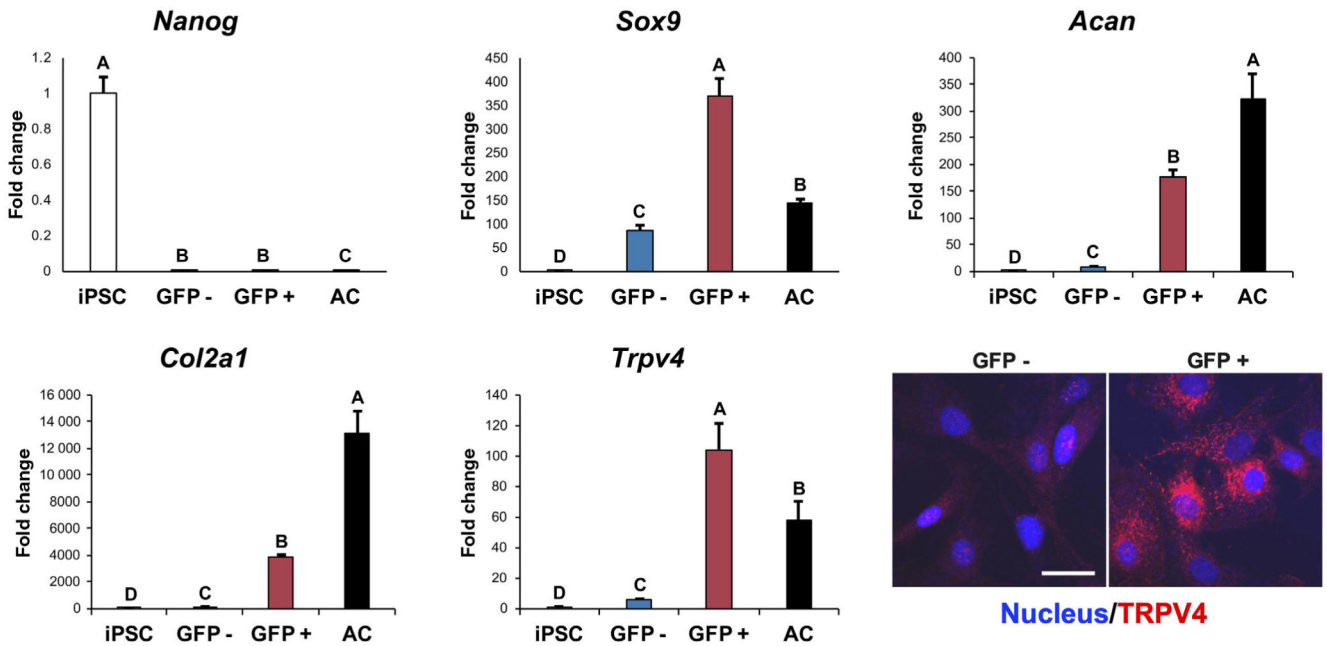 Nanog
Fold change
1.2
1
0.8
0.6
0.4
0.2
0
A
B
B
C
iPSC GFP - GFP + AC
Sox9
Fold change
450
400
350
300
250
200
150
100
50
0
D
C
A
B
iPSC GFP - GFP + AC
Acan
Fold change
400
350
300
250
200
150
100
50
0
D
C
B
A
iPSC GFP - GFP + AC
Col2a1
Fold change
16 000
14 000
12 000
10 000
8000
6000
4000
2000
0
D
C
B
A
iPSC GFP - GFP + AC
Trpv4
Fold change
140
120
100
80
60
40
20
0
D
C
A
B
iPSC GFP - GFP + AC
GFP - GFP +
Nucleus/TRPV4